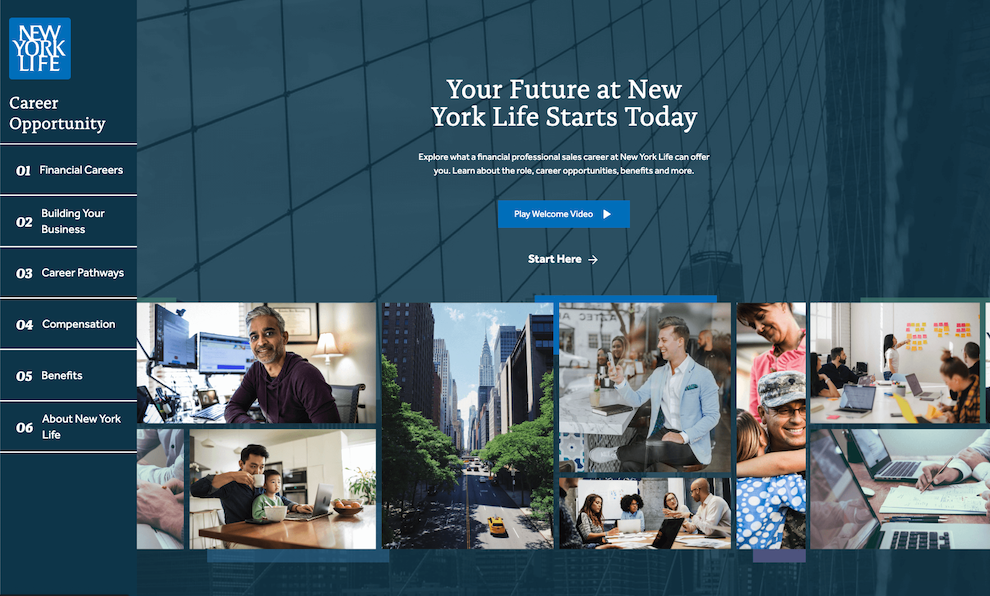 NEW
YORK
LIFE
Career
Opportunity
01 Financial Careers
02 Building Your
Business
03 Career Pathways
04 Compensation
05 Benefits
06 About New York
Life
Your Future at New
York Life Starts Today
Explore what a financial professional sales career at New York Life can offer
you. Learn about the role, career opportunities, benefits and more.
Play Welcome Video
Start Here →